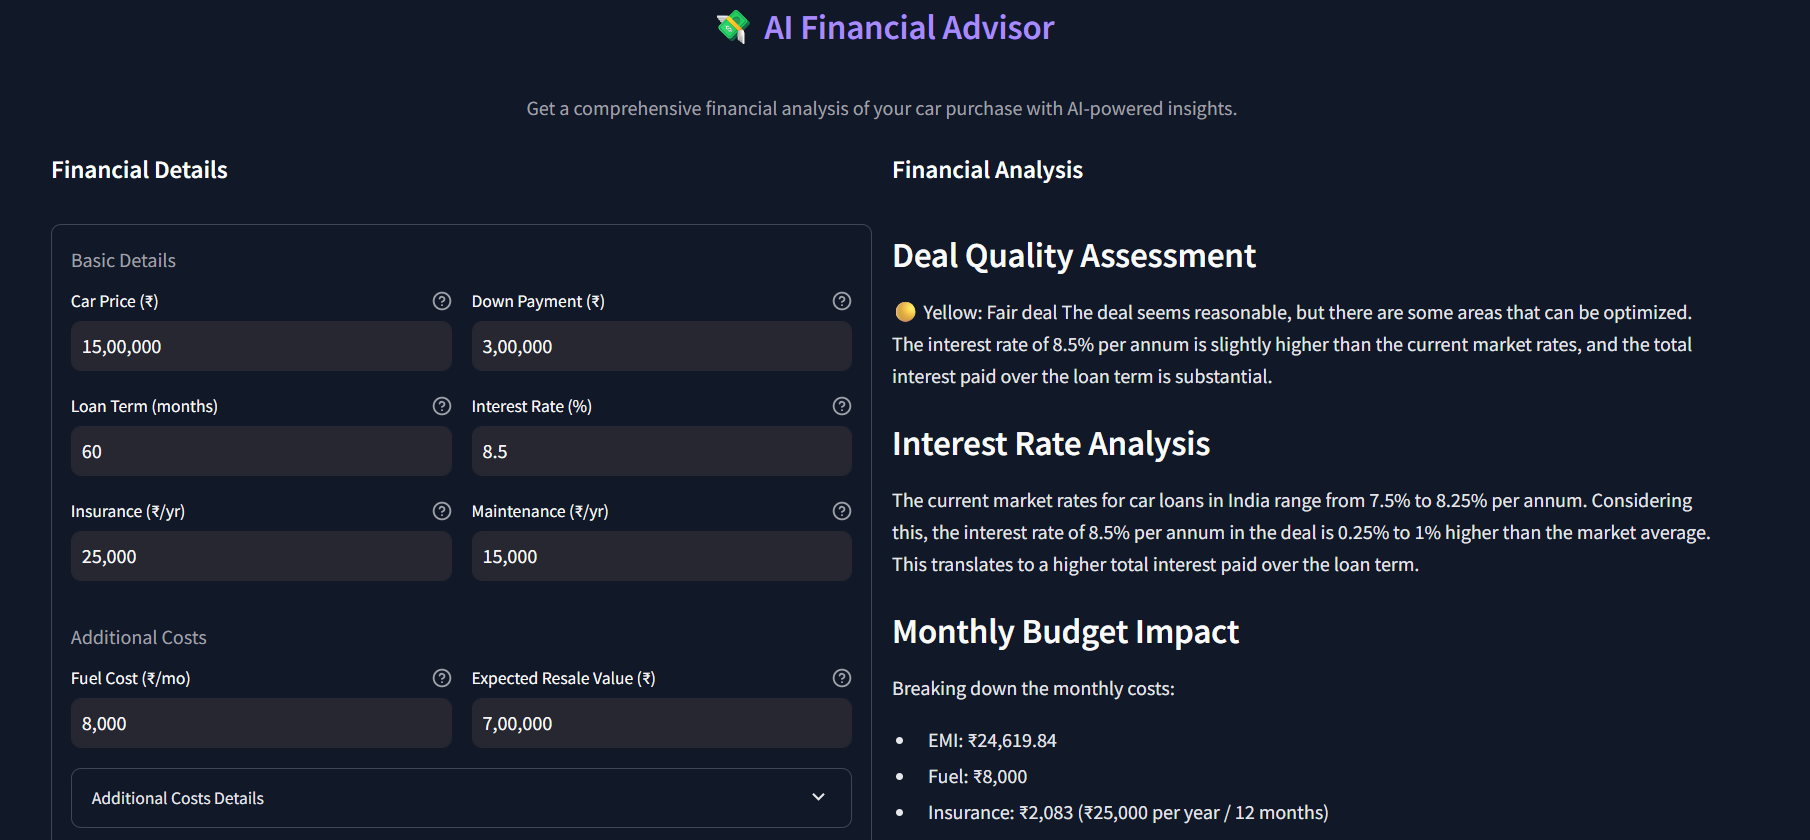 AI Financial Advisor
Get a comprehensive financial analysis of your car purchase with AI-powered insights.
Financial Details
Basic Details
Car Price (₹)
Down Payment (₹)
15,00,000
3,00,000
Loan Term (months)
Interest Rate (%)
60
8.5
Insurance (₹/yr)
Maintenance (₹/yr)
25,000
15,000
Additional Costs
Fuel Cost (₹/mo)
Expected Resale Value (₹)
8,000
7,00,000
Additional Costs Details
Financial Analysis
Deal Quality Assessment
Yellow: Fair deal The deal seems reasonable, but there are some areas that can be optimized.
The interest rate of 8.5% per annum is slightly higher than the current market rates, and the total
interest paid over the loan term is substantial.
Interest Rate Analysis
The current market rates for car loans in India range from 7.5% to 8.25% per annum. Considering
this, the interest rate of 8.5% per annum in the deal is 0.25% to 1% higher than the market average.
This translates to a higher total interest paid over the loan term.
Monthly Budget Impact
Breaking down the monthly costs:
• EMI: ₹24,619.84
• Fuel: ₹8,000
• Insurance: ₹2,083 (₹25,000 per year / 12 months)